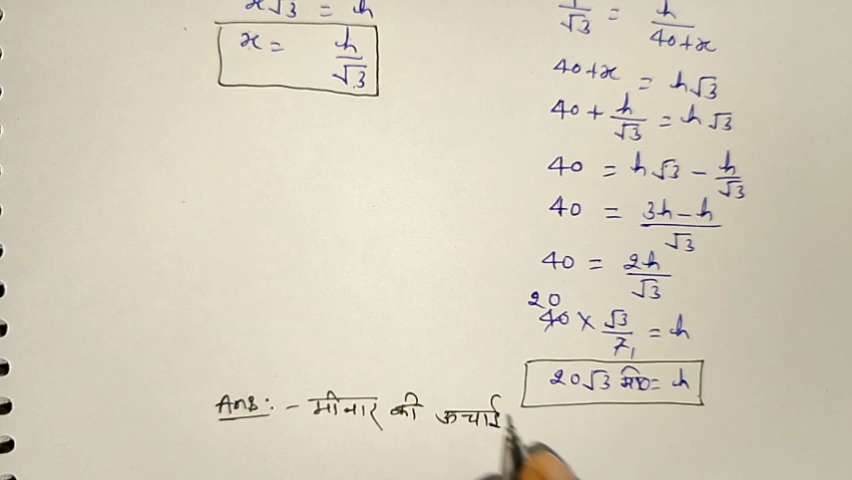 x√3 = h
x = h/√3
1/√3 = h/40+x
40+x = h√3
40 + h/√3 = h√3
40 = h√3 - h/√3
40 = 3h-h/√3
40 = 2h/√3
20
40 × √3/2 1 = h
20√3 = h
Ans: - मीनार की ऊचाई